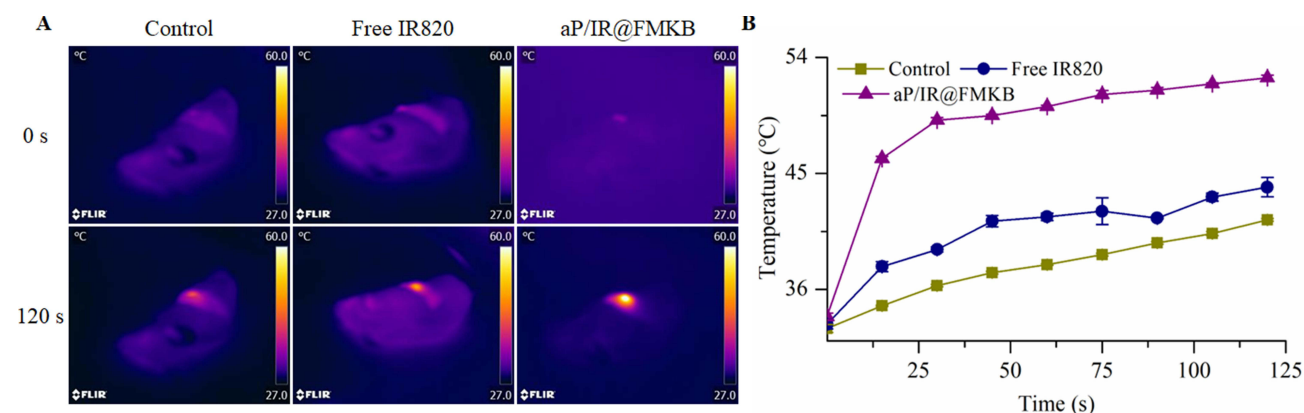 A
Control
Free IR820
aP/IR@FMKB
0 s
°C
60.0
27.0
FLIR
°C
60.0
27.0
FLIR
°C
60.0
27.0
FLIR
120 s
°C
60.0
27.0
FLIR
°C
60.0
27.0
FLIR
°C
60.0
27.0
FLIR
B
Control
Free IR820
aP/IR@FMKB
Temperature (℃)
54
45
36
25
50
75
100
125
Time (s)